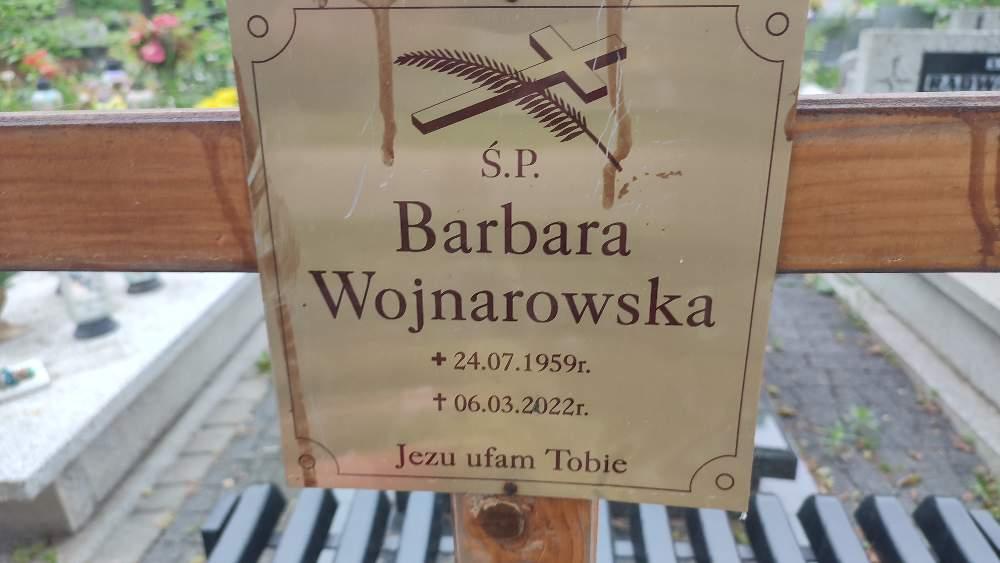 Ś.P.
Barbara
Wojnarowska
+ 24.07.1959r.
† 06.03.2022r.
Jezu ufam Tobie